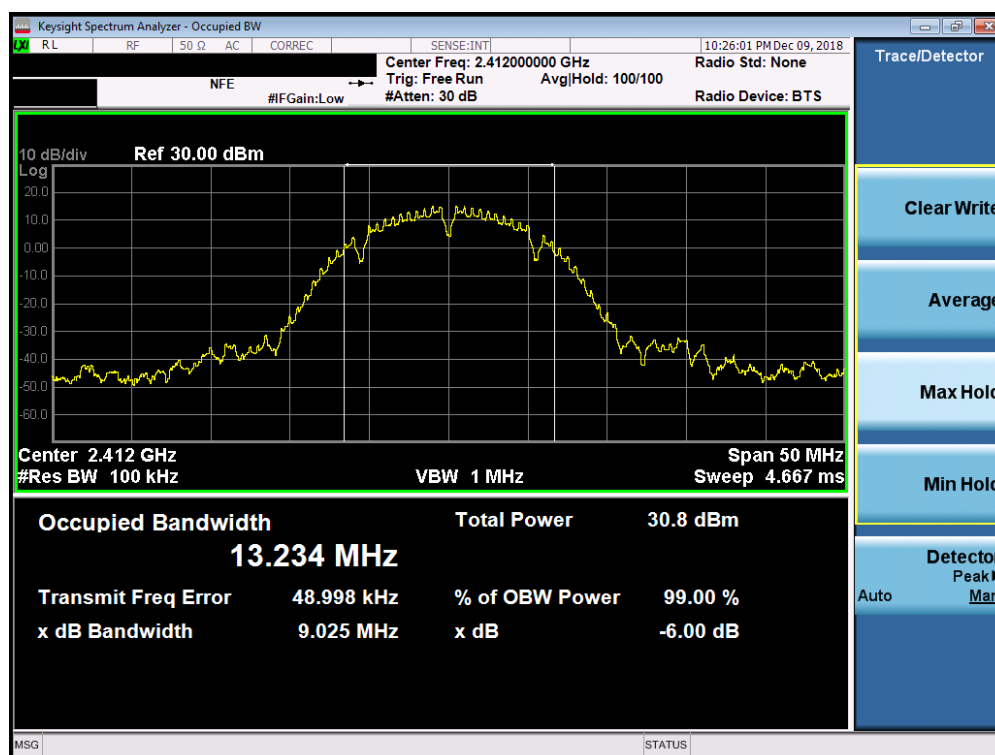 Keysight Spectrum Analyzer - Occupied BW
LXI RL RF 50 Ω AC CORREC SENSE:INT 10:26:01 PM Dec 09, 2018
Center Freq: 2.412000000 GHz Radio Std: None
NFE Trig: Free Run Avg|Hold: 100/100
#IFGain:Low #Atten: 30 dB Radio Device: BTS
Trace/Detector
10 dB/div Ref 30.00 dBm
Log
20.0
10.0
0.00
-10.0
-20.0
-30.0
-40.0
-50.0
-60.0
Center 2.412 GHz Span 50 MHz
#Res BW 100 kHz VBW 1 MHz Sweep 4.667 ms
Occupied Bandwidth Total Power 30.8 dBm
13.234 MHz
Transmit Freq Error 48.998 kHz % of OBW Power 99.00 %
x dB Bandwidth 9.025 MHz x dB -6.00 dB
Clear Write
Average
Max Hold
Min Hold
Detector
Peak
Auto Man
MSG STATUS